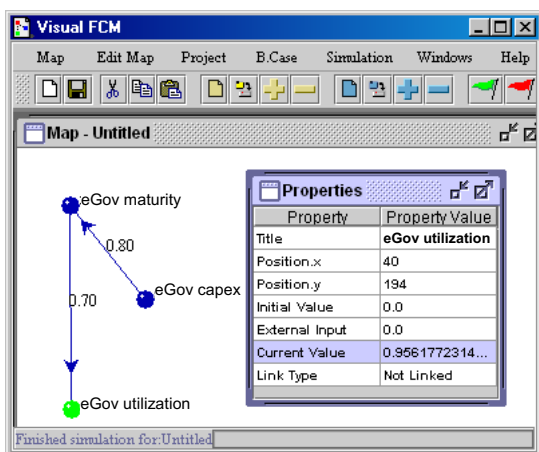 Visual FCM
Map Edit Map Project B.Case Simulation Windows Help
Map - Untitled
eGov maturity
0.80
eGov capex
0.70
eGov utilization
Properties
Property Property Value
Title eGov utilization
Position.x 40
Position.y 194
Initial Value 0.0
External Input 0.0
Current Value 0.9561772314...
Link Type Not Linked
Finished simulation for:Untitled